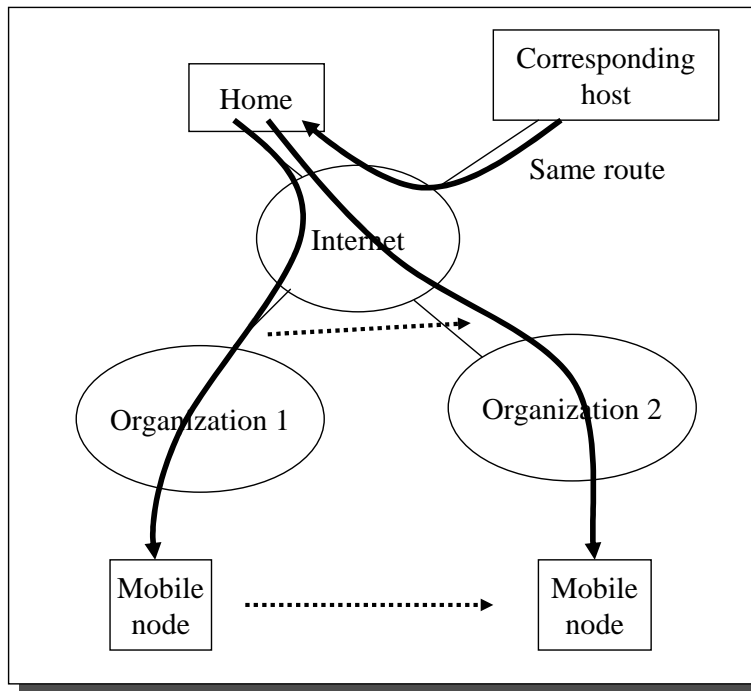 Home
Corresponding
host
Same route
Internet
Organization 1
Organization 2
Mobile
node
Mobile
node